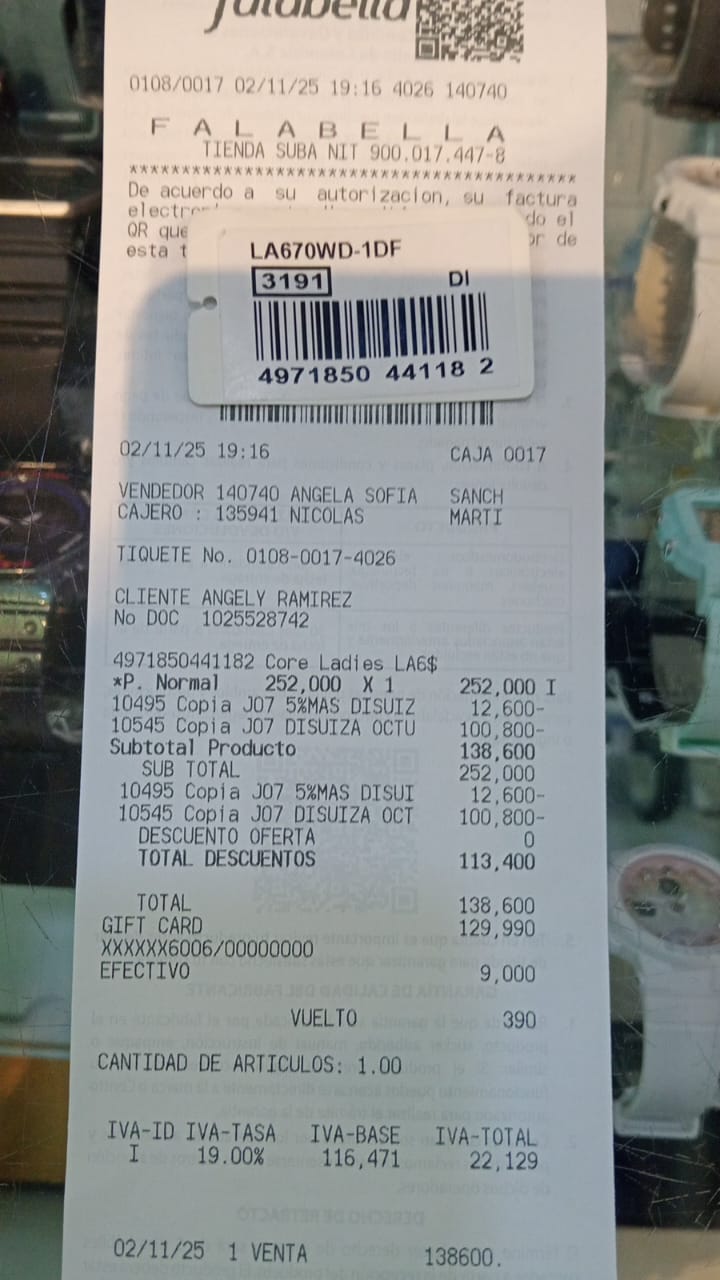 falabella
0108/0017 02/11/25 19:16 4026 140740
F A L A B E L L A
TIENDA SUBA NIT 900.017.447-8
******************************************
De acuerdo a su autorizacion, su factura
do el
QR que
de
esta
LA670WD-1DF
3191 DI
4971850 44118 2
02/11/25 19:16 CAJA 0017
VENDEDOR 140740 ANGELA SOFIA SANCH
CAJERO : 135941 NICOLAS MARTI
TIQUETE No. 0108-0017-4026
CLIENTE ANGELY RAMIREZ
No DOC 1025528742
4971850441182 Core Ladies LA6$
*P. Normal 252,000 X 1 252,000 I
10495 Copia J07 5%MAS DISUIZ 12,600-
10545 Copia J07 DISUIZA OCTU 100,800-
Subtotal Producto 138,600
SUB TOTAL 252,000
10495 Copia J07 5%MAS DISUI 12,600-
10545 Copia J07 DISUIZA OCT 100,800-
DESCUENTO OFERTA 0
TOTAL DESCUENTOS 113,400
TOTAL 138,600
GIFT CARD 129,990
XXXXXX6006/00000000
EFECTIVO 9,000
VUELTO 390
CANTIDAD DE ARTICULOS: 1.00
IVA-ID IVA-TASA IVA-BASE IVA-TOTAL
I 19.00% 116,471 22,129
02/11/25 1 VENTA 138600.